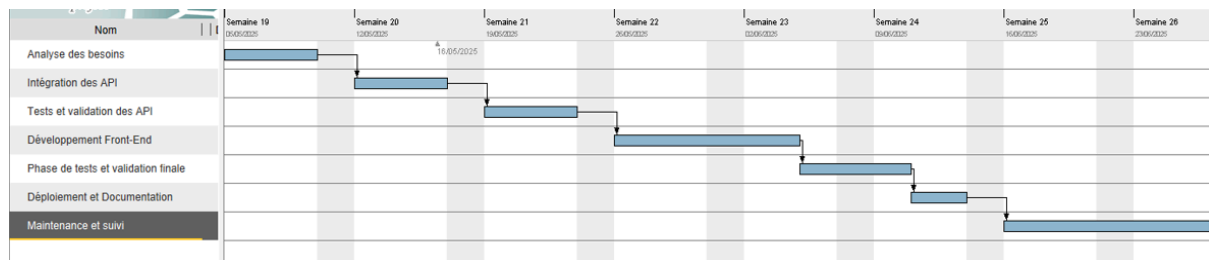 Semaine 19 Semaine 20 Semaine 21 Semaine 22 Semaine 23 Semaine 24 Semaine 25 Semaine 26
Nom
05/05/2025 12/05/2025 19/05/2025 26/05/2025 02/06/2025 09/06/2025 16/06/2025 23/06/2025
16/05/2025
Analyse des besoins
Intégration des API
Tests et validation des API
Développement Front-End
Phase de tests et validation finale
Déploiement et Documentation
Maintenance et suivi